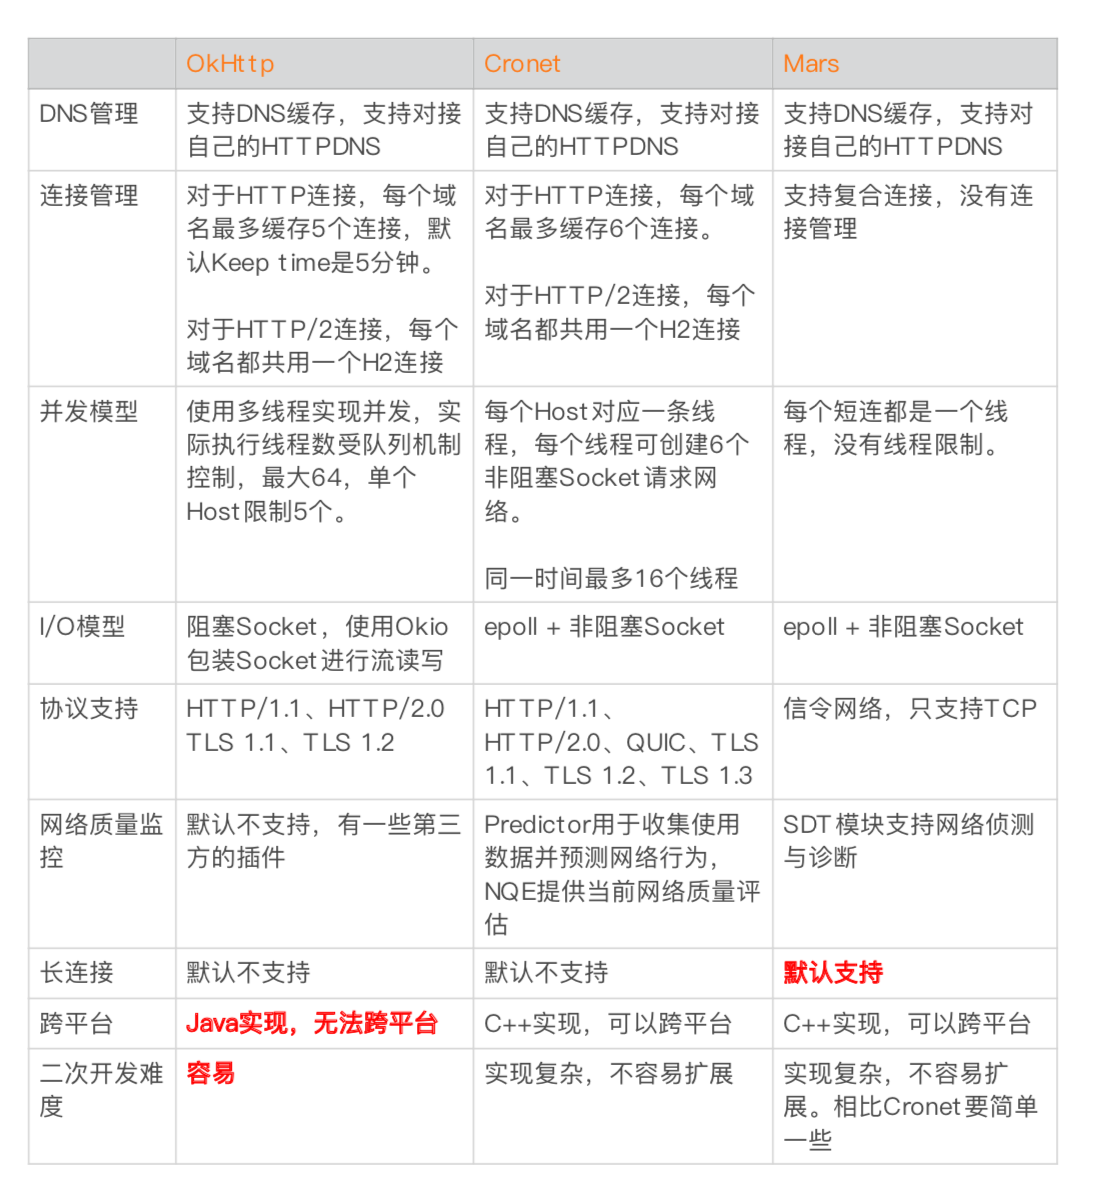 OkHttp
Cronet
Mars
DNS管理
支持DNS缓存，支持对接
自己的HTTPDNS
支持DNS缓存，支持对接
自己的HTTPDNS
支持DNS缓存，支持对
接自己的HTTPDNS
连接管理
对于HTTP连接，每个域
名最多缓存5个连接，默
认Keep time是5分钟。
对于HTTP/2连接，每个
域名都共用一个H2连接
对于HTTP连接，每个域
名最多缓存6个连接。
对于HTTP/2连接，每个
域名都共用一个H2连接
支持复合连接，没有连
接管理
并发模型
使用多线程实现并发，实
际执行线程数受队列机制
控制，最大64，单个
Host限制5个。
每个Host对应一条线
程，每个线程可创建6个
非阻塞Socket请求网
络。
同一时间最多16个线程
每个短连都是一个线
程，没有线程限制。
I/O模型
阻塞Socket，使用Okio
包装Socket进行流读写
epoll + 非阻塞Socket
epoll + 非阻塞Socket
协议支持
HTTP/1.1、HTTP/2.0
TLS 1.1、TLS 1.2
HTTP/1.1、
HTTP/2.0、QUIC、TLS
1.1、TLS 1.2、TLS 1.3
信令网络，只支持TCP
网络质量监
控
默认不支持，有一些第三
方的插件
Predictor用于收集使用
数据并预测网络行为，
NQE提供当前网络质量评
估
SDT模块支持网络侦测
与诊断
长连接
默认不支持
默认不支持
默认支持
跨平台
Java实现，无法跨平台
C++实现，可以跨平台
C++实现，可以跨平台
二次开发难
度
容易
实现复杂，不容易扩展
实现复杂，不容易扩
展。相比Cronet要简单
一些